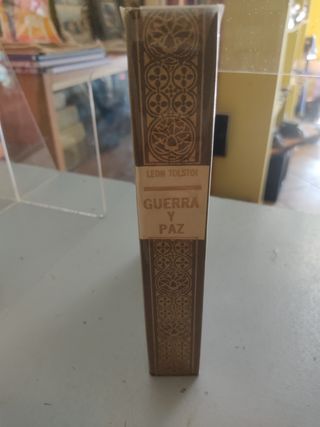 LEON TOLSTOI
GUERRA
Y
PAZ